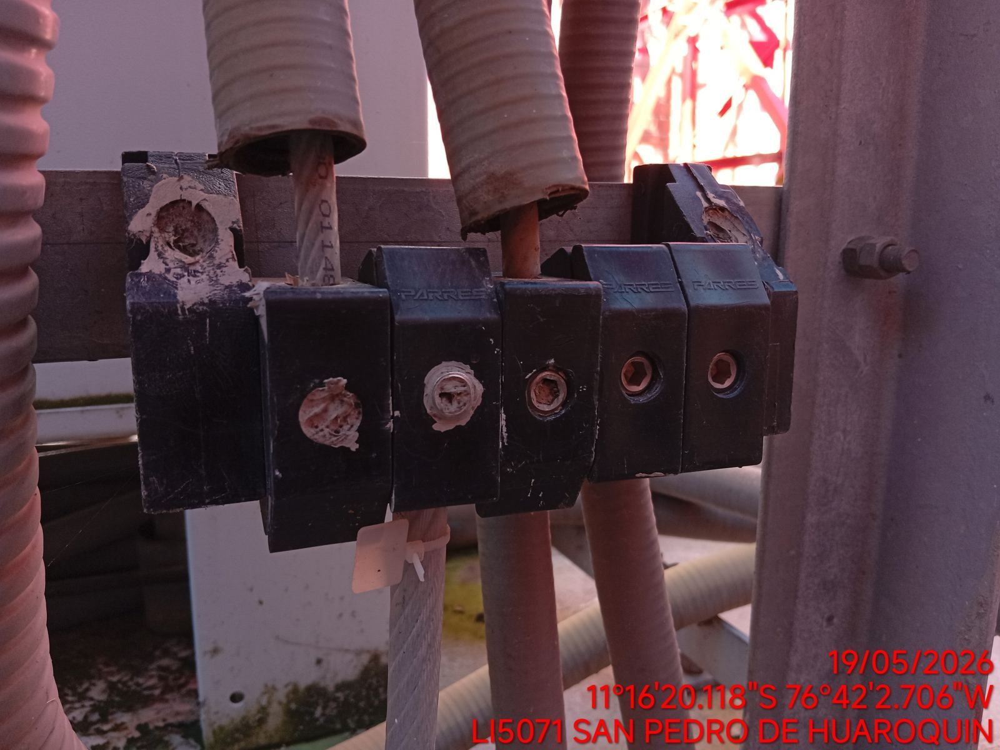 01148
PARRES
PARRES
PARRES
19/05/2026
11°16'20.118"S 76°42'2.706"W
LI5071 SAN PEDRO DE HUAROQUIN